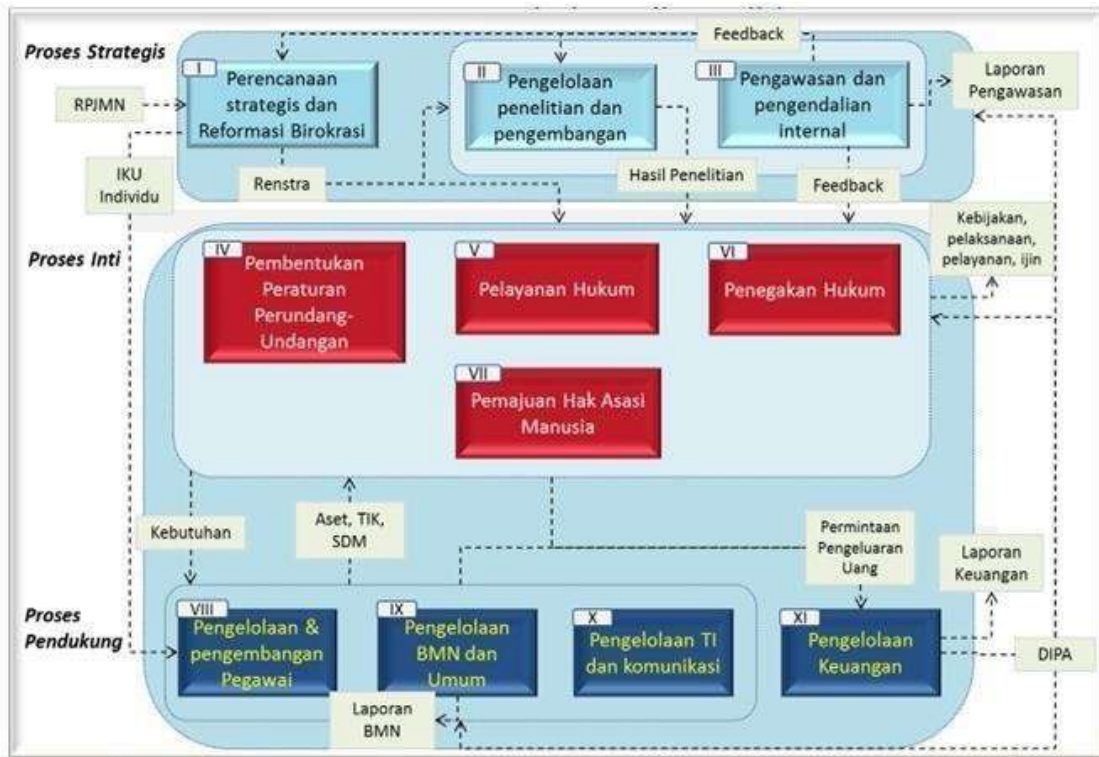 Feedback
Proses Strategis
I
Perencanaan
strategis dan
Reformasi Birokrasi
II
Pengelolaan
penelitian dan
pengembangan
III
Pengawasan dan
pengendalian
internal
Laporan
Pengawasan
RPJMN
IKU
Individu
Renstra
Hasil Penelitian
Feedback
Kebijakan,
pelaksanaan,
pelayanan, ijin
Proses Inti
IV
Pembentukan
Peraturan
Perundang-
Undangan
V
Pelayanan Hukum
VI
Penegakan Hukum
VII
Pemajuan Hak Asasi
Manusia
Kebutuhan
Aset, TIK,
SDM
Permintaan
Pengeluaran
Uang
Laporan
Keuangan
Proses
Pendukung
VIII
Pengelolaan &
pengembangan
Pegawai
IX
Pengelolaan
BMN dan
Umum
X
Pengelolaan TI
dan komunikasi
XI
Pengelolaan
Keuangan
DIPA
Laporan
BMN